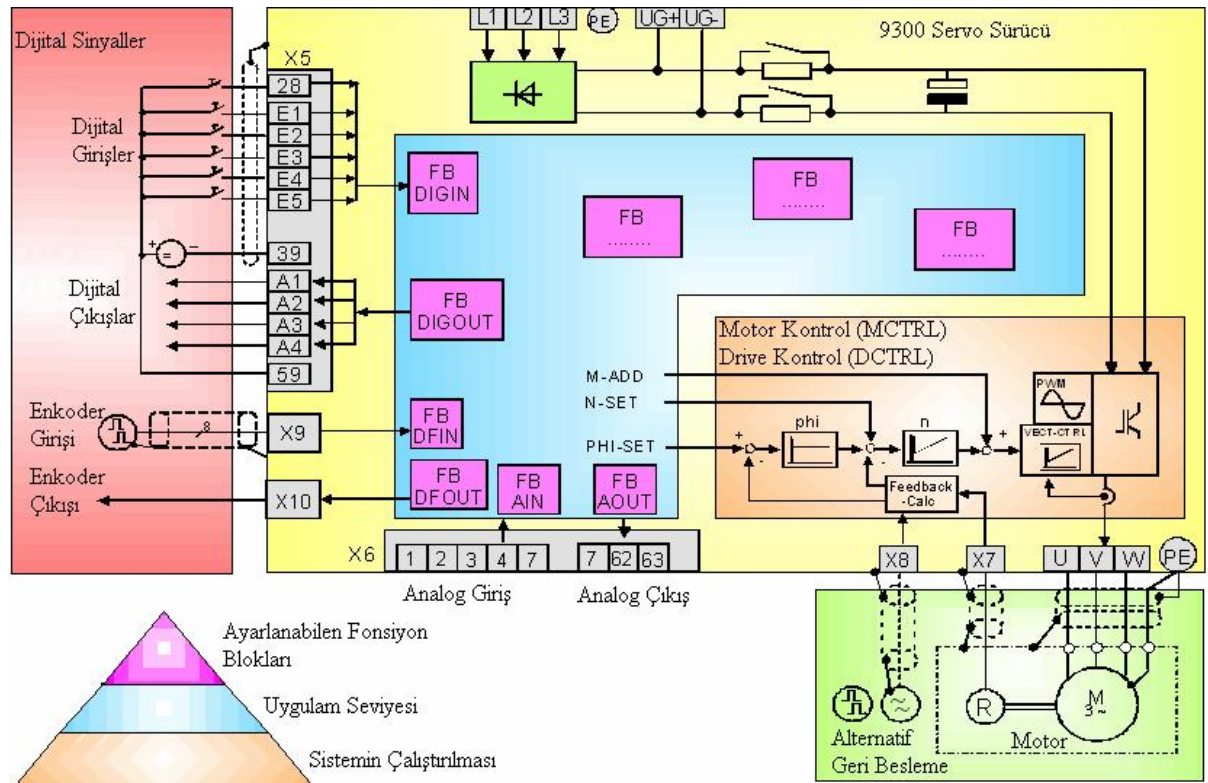 Dijital Sinyaller
L1 L2 L3 PE UG+ UG-
9300 Servo Sürücü
X5
28
E1
E2
E3
E4
E5
Dijital
Girişler
39
A1
A2
A3
A4
59
Dijital
Çıkışlar
+ = -
FB
DIGIN
FB
........
FB
........
FB
........
FB
DIGOUT
Motor Kontrol (MCTRL)
Drive Kontrol (DCTRL)
M-ADD
N-SET
PHI-SET
+
-
phi
-
n
+
PWM
VECT-CTRL
Feedback
-Calc
Enkoder
Girişi
8
X9
FB
DFIN
Enkoder
Çıkışı
X10
FB
DFOUT
FB
AIN
FB
AOUT
X6
1 2 3 4 7
7 62 63
Analog Giriş
Analog Çıkış
X8
X7
U V W PE
R
M
3~
Motor
Alternatif
Geri Besleme
Ayarlanabilen Fonsiyon
Blokları
Uygulam Seviyesi
Sistemin Çalıştırılması